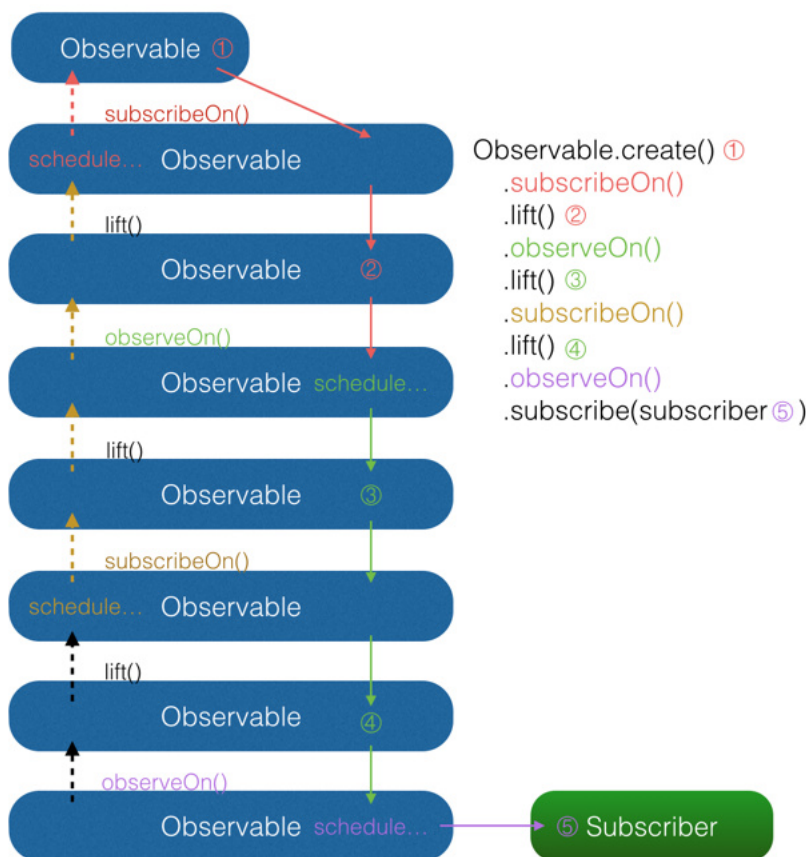 Observable ①
subscribeOn()
schedule... Observable
lift()
Observable ②
observeOn()
Observable schedule...
lift()
Observable ③
subscribeOn()
schedule... Observable
lift()
Observable ④
observeOn()
Observable schedule...
⑤ Subscriber
Observable.create() ①
.subscribeOn()
.lift() ②
.observeOn()
.lift() ③
.subscribeOn()
.lift() ④
.observeOn()
.subscribe(subscriber⑤)